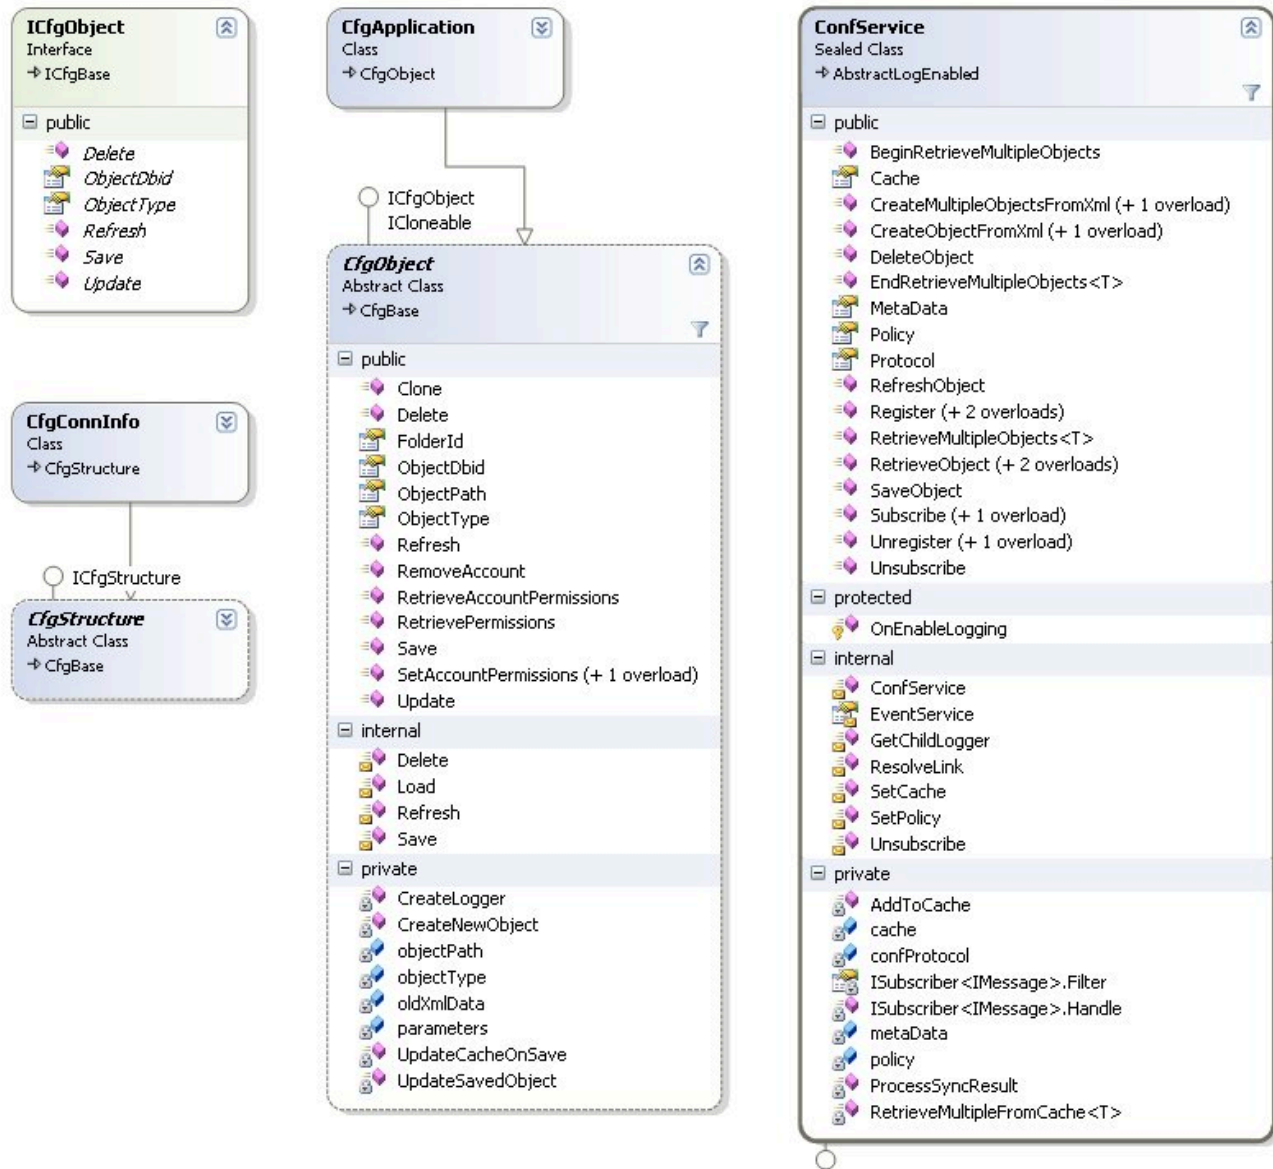 ICfgObject
Interface
ICfgBase
public
Delete
ObjectDbid
ObjectType
Refresh
Save
Update
CfgConnInfo
Class
CfgStructure
ICfgStructure
CfgStructure
Abstract Class
CfgBase
CfgApplication
Class
CfgObject
ICfgObject
ICloneable
CfgObject
Abstract Class
CfgBase
public
Clone
Delete
FolderId
ObjectDbid
ObjectPath
ObjectType
Refresh
RemoveAccount
RetrieveAccountPermissions
RetrievePermissions
Save
SetAccountPermissions (+ 1 overload)
Update
internal
Delete
Load
Refresh
Save
private
CreateLogger
CreateNewObject
objectPath
objectType
oldXmlData
parameters
UpdateCacheOnSave
UpdateSavedObject
ConfService
Sealed Class
AbstractLogEnabled
public
BeginRetrieveMultipleObjects
Cache
CreateMultipleObjectsFromXml (+ 1 overload)
CreateObjectFromXml (+ 1 overload)
DeleteObject
EndRetrieveMultipleObjects<T>
MetaData
Policy
Protocol
RefreshObject
Register (+ 2 overloads)
RetrieveMultipleObjects<T>
RetrieveObject (+ 2 overloads)
SaveObject
Subscribe (+ 1 overload)
Unregister (+ 1 overload)
Unsubscribe
protected
OnEnableLogging
internal
ConfService
EventService
GetChildLogger
ResolveLink
SetCache
SetPolicy
Unsubscribe
private
AddToCache
cache
confProtocol
ISubscriber<IMessage>.Filter
ISubscriber<IMessage>.Handle
metaData
policy
ProcessSyncResult
RetrieveMultipleFromCache<T>